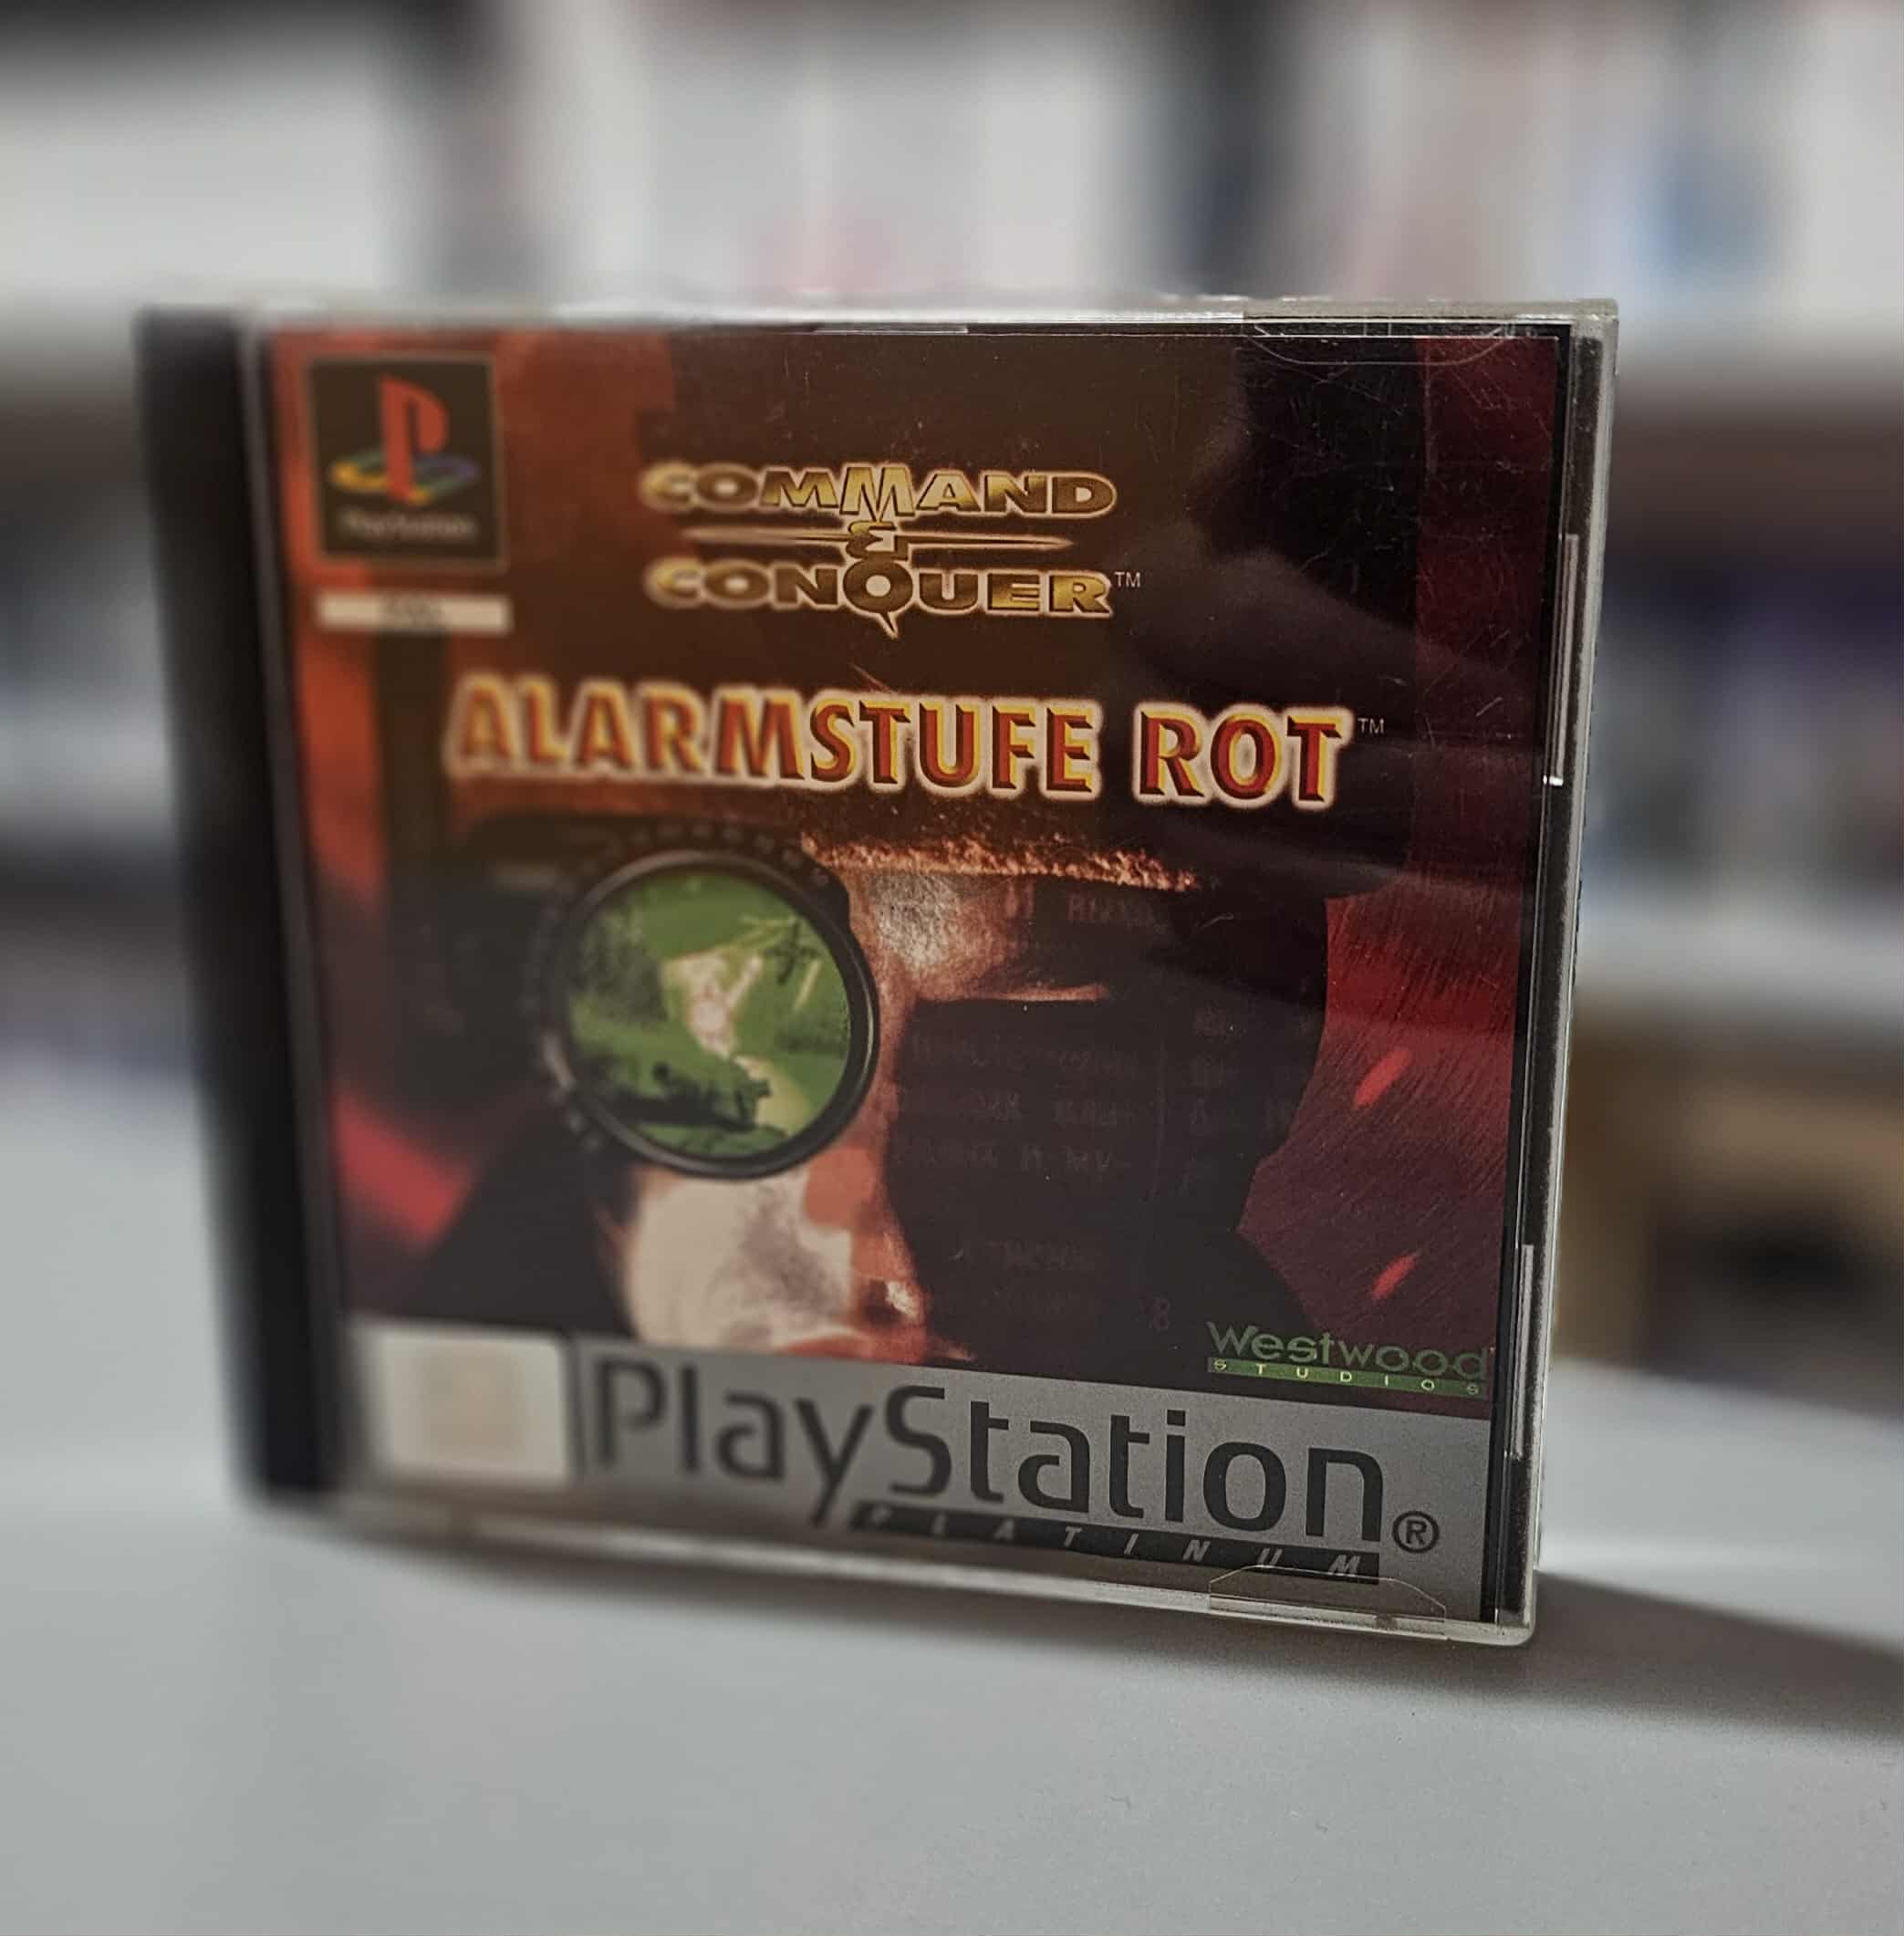 PlayStation
COMMAND
&
CONQUER™
ALARMSTUFE ROT™
Westwood
STUDIOS
PlayStation®
PLATINUM